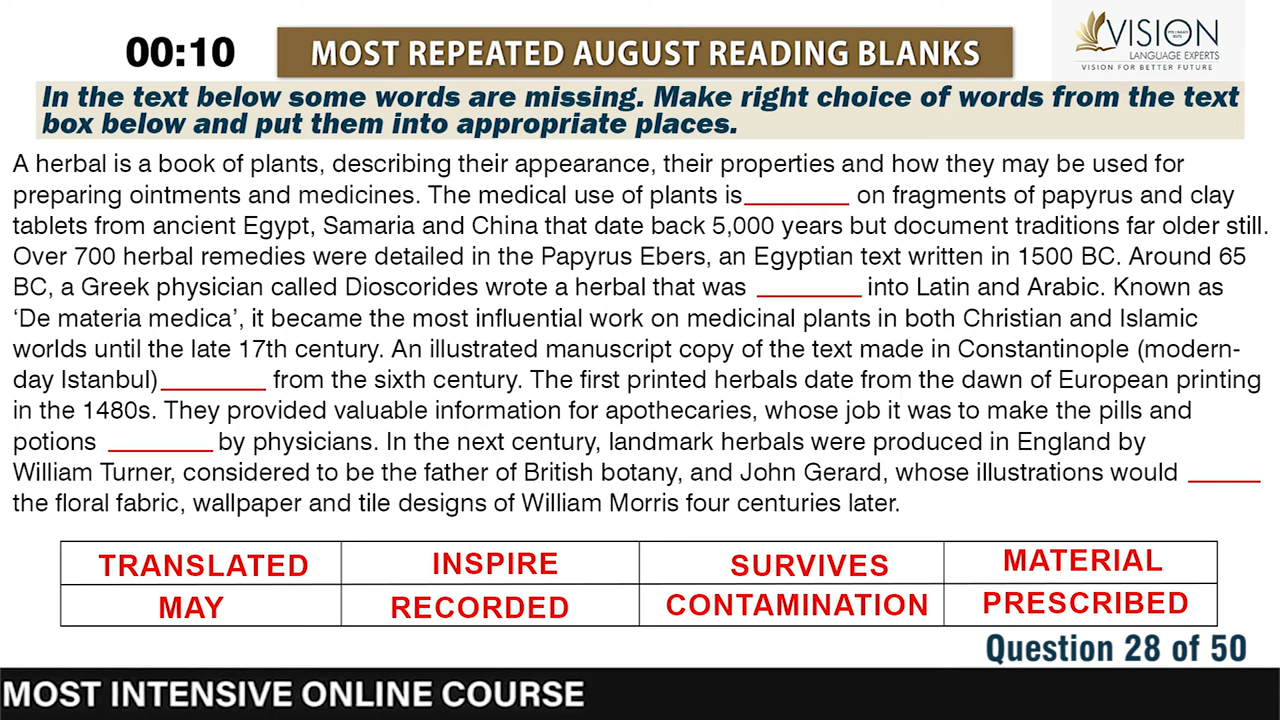 00:10
MOST REPEATED AUGUST READING BLANKS
VISION
LANGUAGE EXPERTS
VISION FOR BETTER FUTURE
In the text below some words are missing. Make right choice of words from the text
box below and put them into appropriate places.
A herbal is a book of plants, describing their appearance, their properties and how they may be used for
preparing ointments and medicines. The medical use of plants is________ on fragments of papyrus and clay
tablets from ancient Egypt, Samaria and China that date back 5,000 years but document traditions far older still.
Over 700 herbal remedies were detailed in the Papyrus Ebers, an Egyptian text written in 1500 BC. Around 65
BC, a Greek physician called Dioscorides wrote a herbal that was ________ into Latin and Arabic. Known as
‘De materia medica’, it became the most influential work on medicinal plants in both Christian and Islamic
worlds until the late 17th century. An illustrated manuscript copy of the text made in Constantinople (modern-
day Istanbul)________ from the sixth century. The first printed herbals date from the dawn of European printing
in the 1480s. They provided valuable information for apothecaries, whose job it was to make the pills and
potions ________ by physicians. In the next century, landmark herbals were produced in England by
William Turner, considered to be the father of British botany, and John Gerard, whose illustrations would ______
the floral fabric, wallpaper and tile designs of William Morris four centuries later.
TRANSLATED INSPIRE SURVIVES MATERIAL
MAY RECORDED CONTAMINATION PRESCRIBED
Question 28 of 50
MOST INTENSIVE ONLINE COURSE